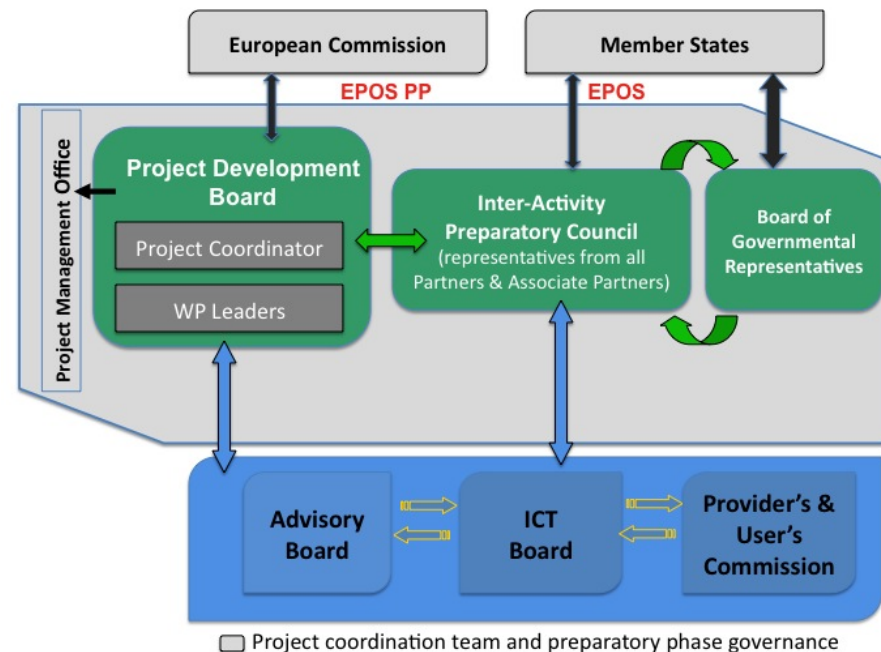 European Commission
Member States
EPOS PP
EPOS
Project Management Office
Project Development
Board
Project Coordinator
WP Leaders
Inter-Activity
Preparatory Council
(representatives from all
Partners & Associate Partners)
Board of
Governmental
Representatives
Advisory
Board
ICT
Board
Provider’s &
User’s
Commission
Project coordination team and preparatory phase governance